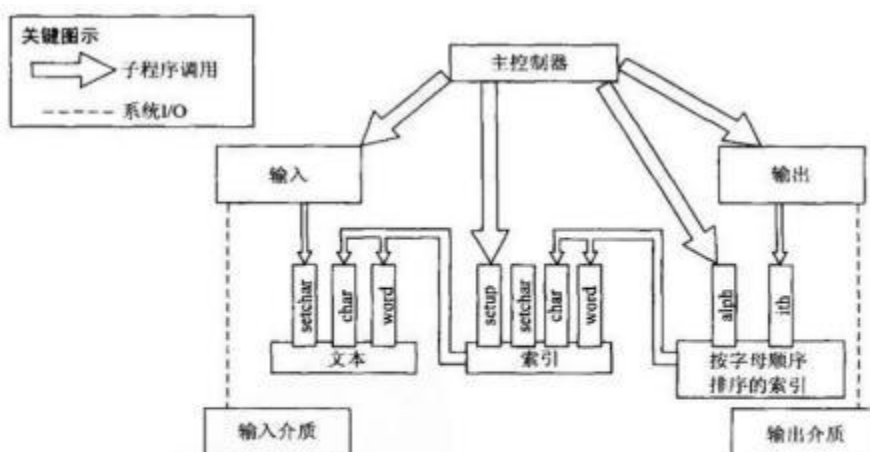 关键图示
子程序调用
系统I/O
主控制器
输入
输出
setchar
char
word
setup
setchar
char
word
alph
ith
文本
索引
按字母顺序
排序的索引
输入介质
输出介质